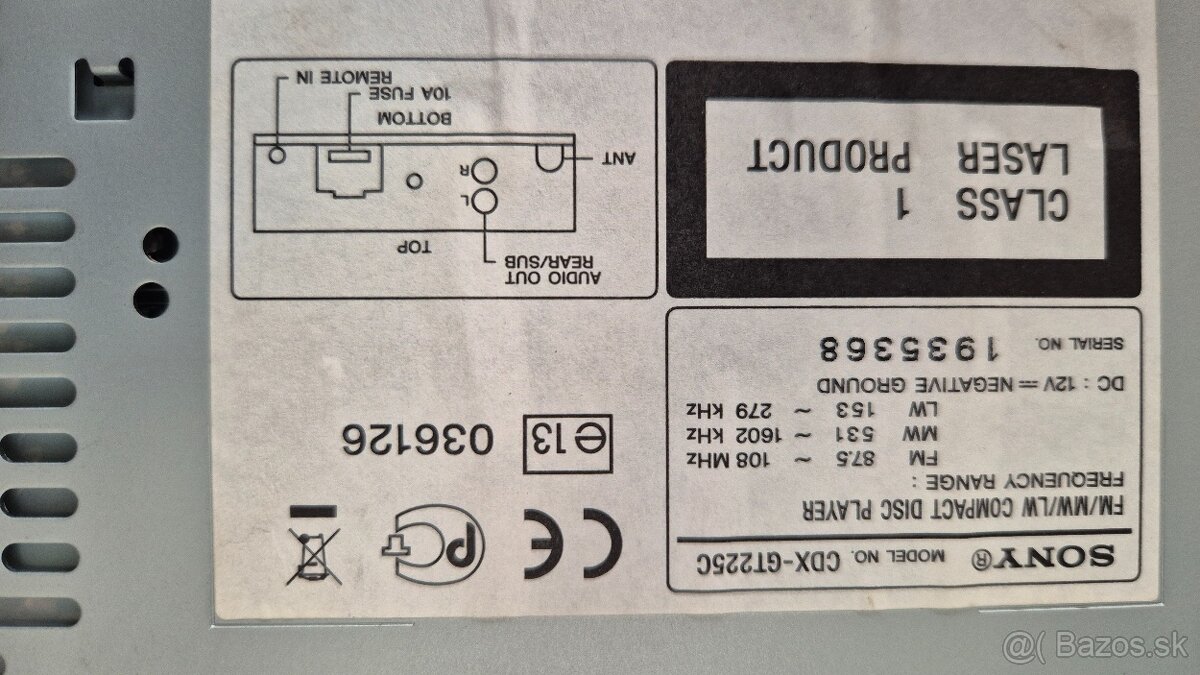 SONY® MODEL NO. CDX-GT225C
FM/MW/LW COMPACT DISC PLAYER
FREQUENCY RANGE :
FM 87.5 ~ 108 MHz
MW 531 ~ 1602 kHz
LW 153 ~ 279 kHz
DC : 12V ⎓ NEGATIVE GROUND
SERIAL NO. 1935368
CE
PCT
e13 036126
CLASS 1
LASER PRODUCT
AUDIO OUT
REAR/SUB
TOP
L
R
ANT
BOTTOM
10A FUSE
REMOTE IN
@( Bazos.sk